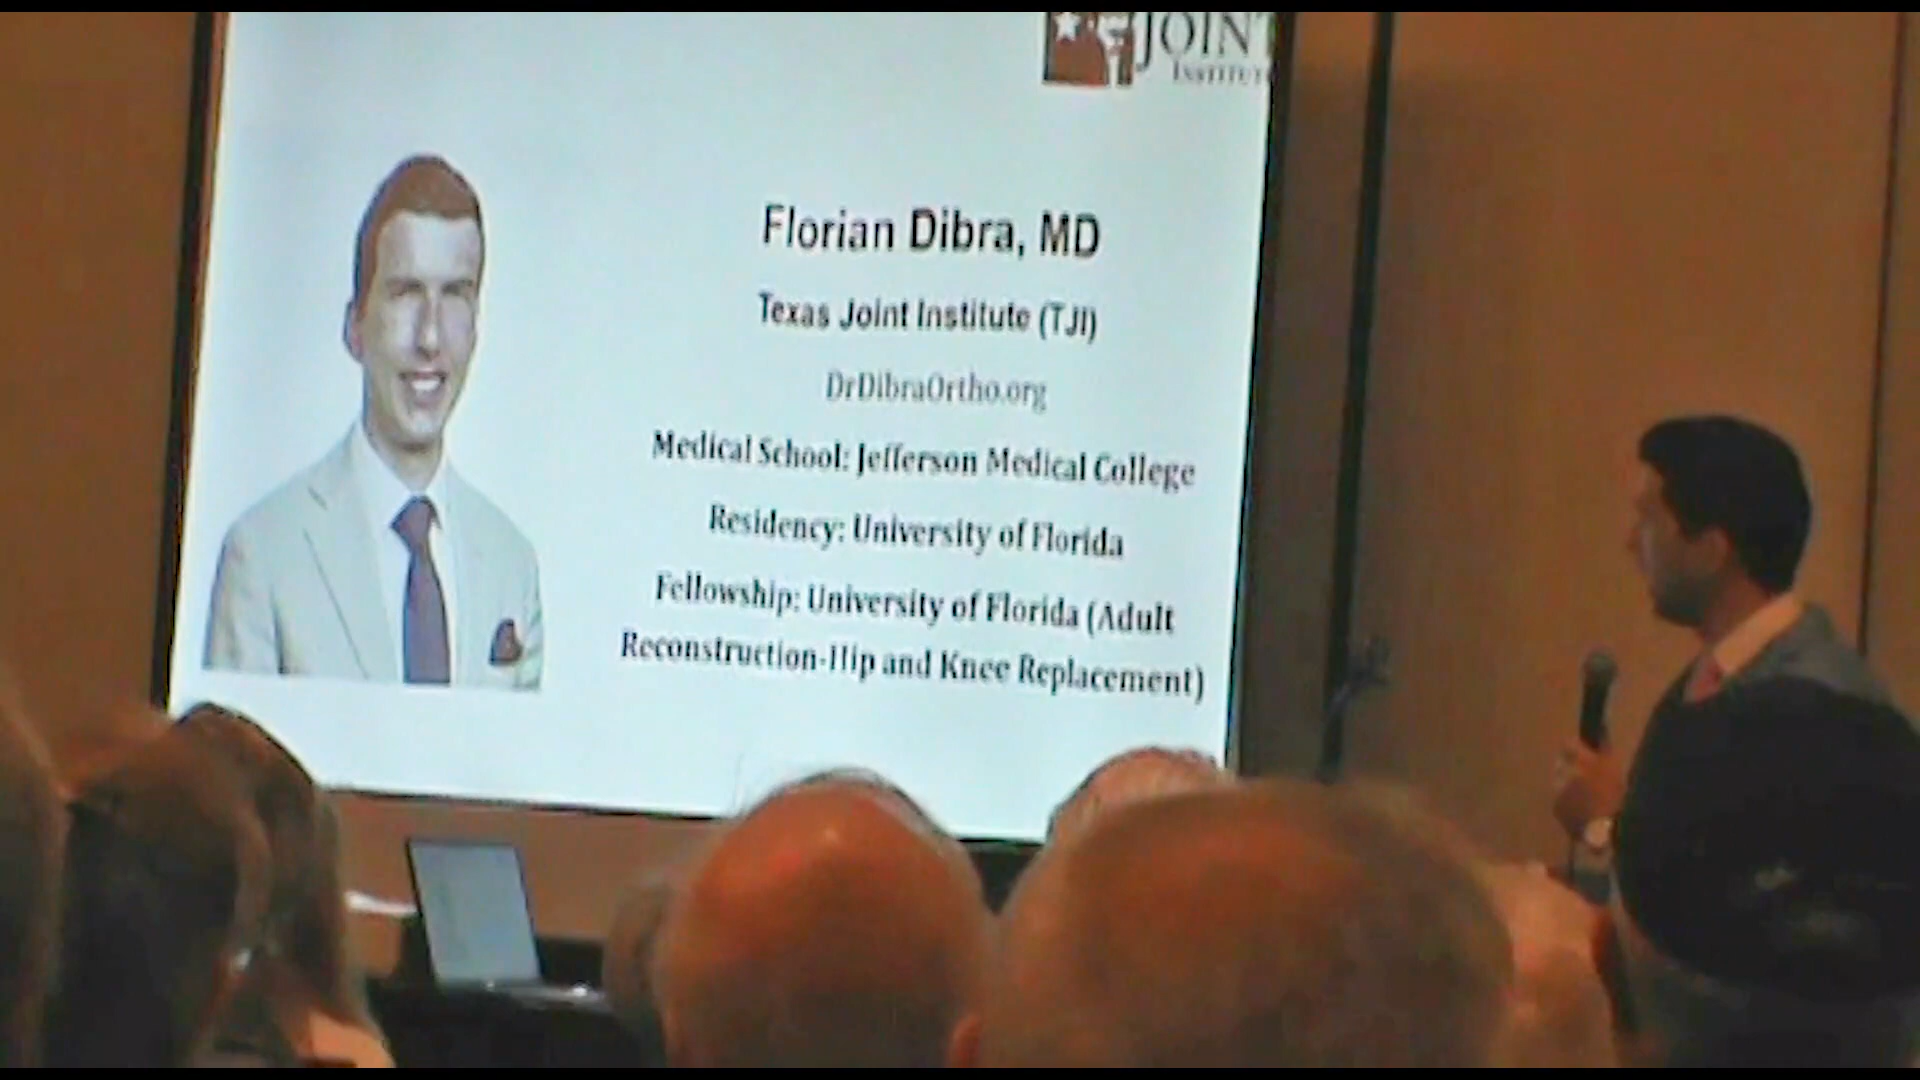 JOINT
INSTITUTE
Florian Dibra, MD
Texas Joint Institute (TJI)
DrDibraOrtho.org
Medical School: Jefferson Medical College
Residency: University of Florida
Fellowship: University of Florida (Adult
Reconstruction-Hip and Knee Replacement)